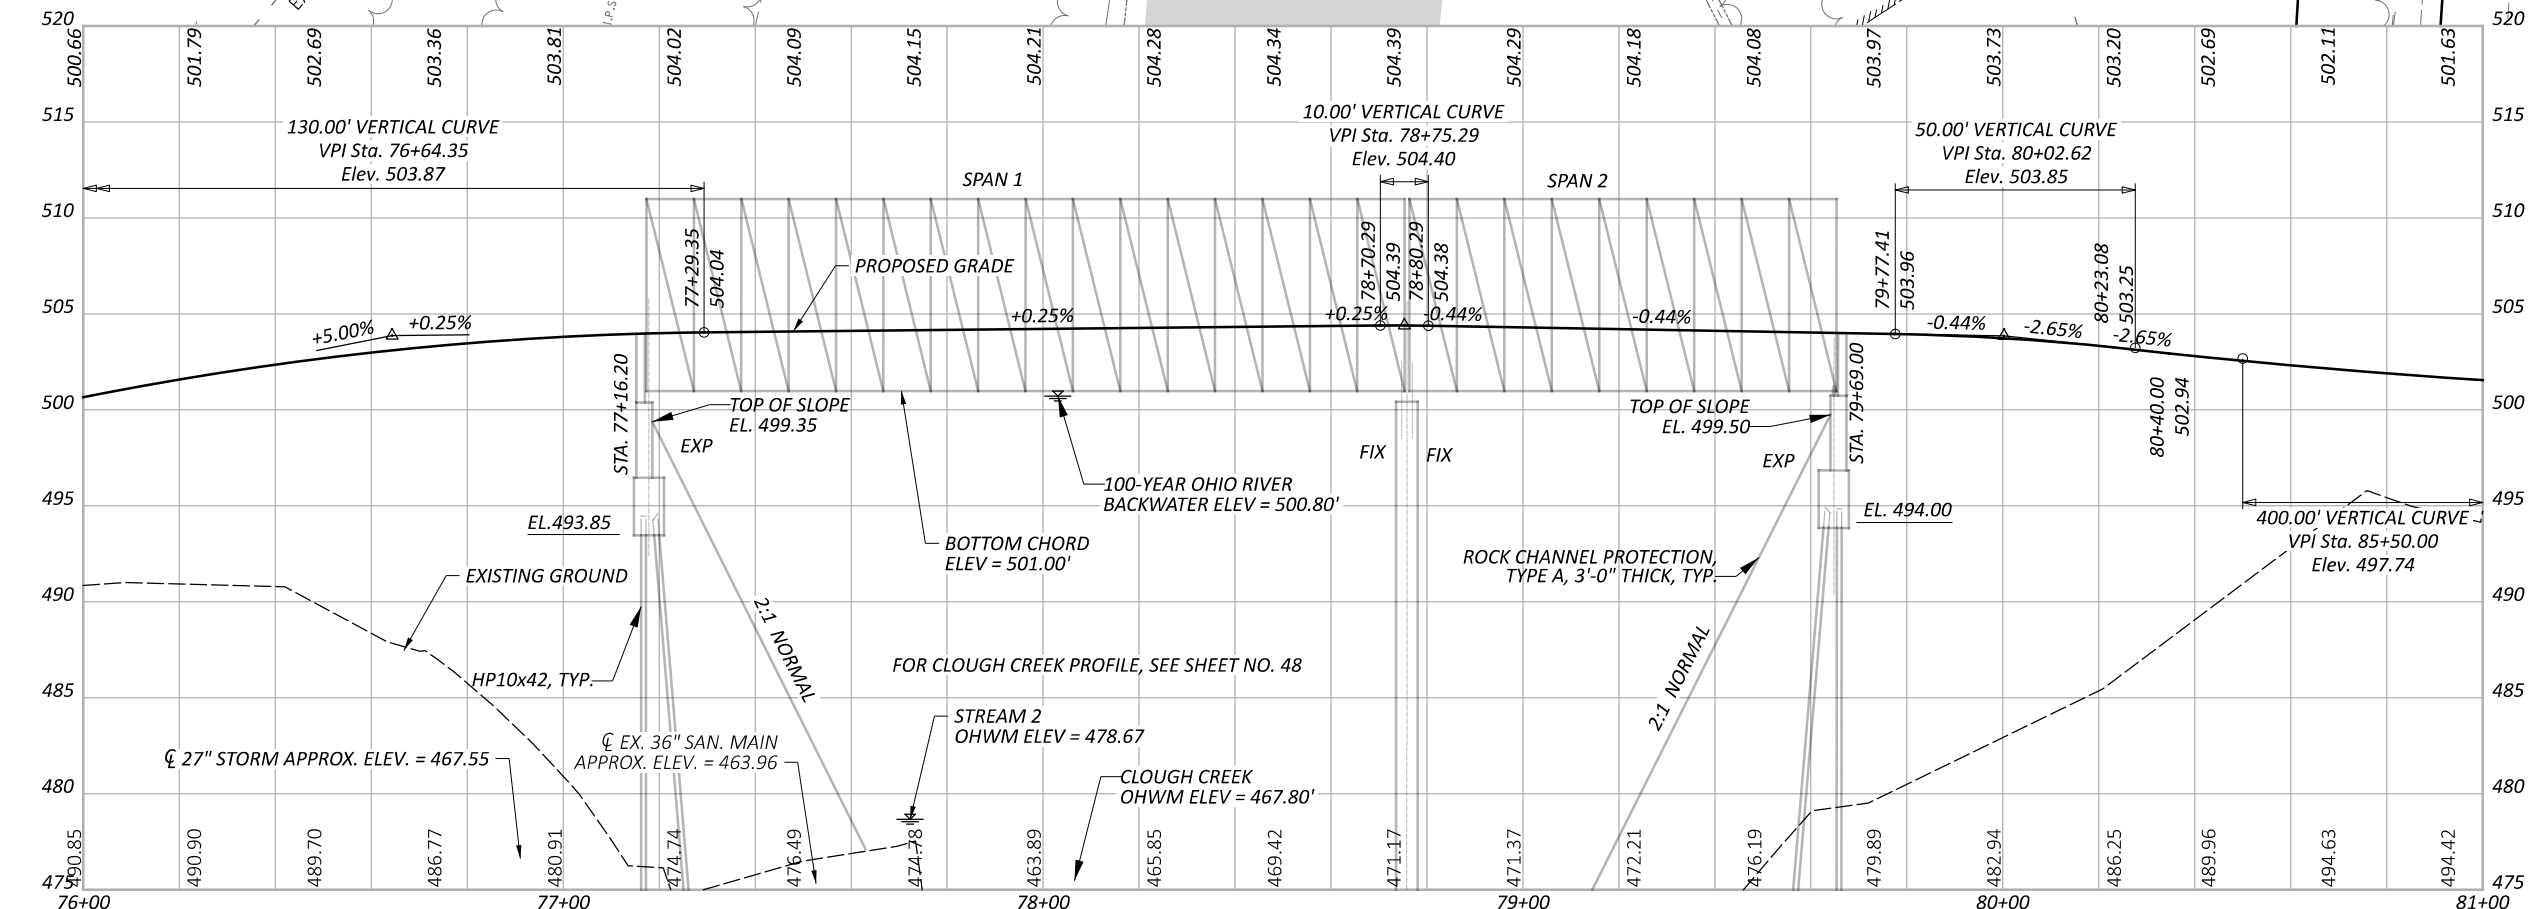 I.P.S
520
520
500.66
501.79
502.69
503.36
503.81
504.02
504.09
504.15
504.21
504.28
504.34
504.39
504.29
504.18
504.08
503.97
503.73
503.20
502.69
502.11
501.63
515
515
130.00' VERTICAL CURVE
VPI Sta. 76+64.35
Elev. 503.87
10.00' VERTICAL CURVE
VPI Sta. 78+75.29
Elev. 504.40
50.00' VERTICAL CURVE
VPI Sta. 80+02.62
Elev. 503.85
SPAN 1
SPAN 2
510
510
77+29.35
504.04
78+70.29
504.39
78+80.29
504.38
79+77.41
503.96
80+23.08
503.25
PROPOSED GRADE
505
505
+5.00%
+0.25%
+0.25%
+0.25%
-0.44%
-0.44%
-0.44%
-2.65%
-2.65%
STA. 77+16.20
STA. 79+69.00
80+40.00
502.94
500
500
TOP OF SLOPE
EL. 499.35
TOP OF SLOPE
EL. 499.50
EXP
FIX
FIX
EXP
100-YEAR OHIO RIVER
BACKWATER ELEV = 500.80'
495
495
EL.493.85
EL. 494.00
400.00' VERTICAL CURVE
VPI Sta. 85+50.00
Elev. 497.74
BOTTOM CHORD
ELEV = 501.00'
ROCK CHANNEL PROTECTION,
TYPE A, 3'-0" THICK, TYP.
EXISTING GROUND
490
490
2:1 NORMAL
2:1 NORMAL
HP10x42, TYP.
FOR CLOUGH CREEK PROFILE, SEE SHEET NO. 48
485
485
STREAM 2
OHWM ELEV = 478.67
℄ EX. 36" SAN. MAIN
APPROX. ELEV. = 463.96
℄ 27" STORM APPROX. ELEV. = 467.55
CLOUGH CREEK
OHWM ELEV = 467.80'
480
480
490.85
490.90
489.70
486.77
480.91
474.74
476.49
474.78
463.89
465.85
469.42
471.17
471.37
472.21
476.19
479.89
482.94
486.25
489.96
494.63
494.42
475
475
76+00
77+00
78+00
79+00
80+00
81+00